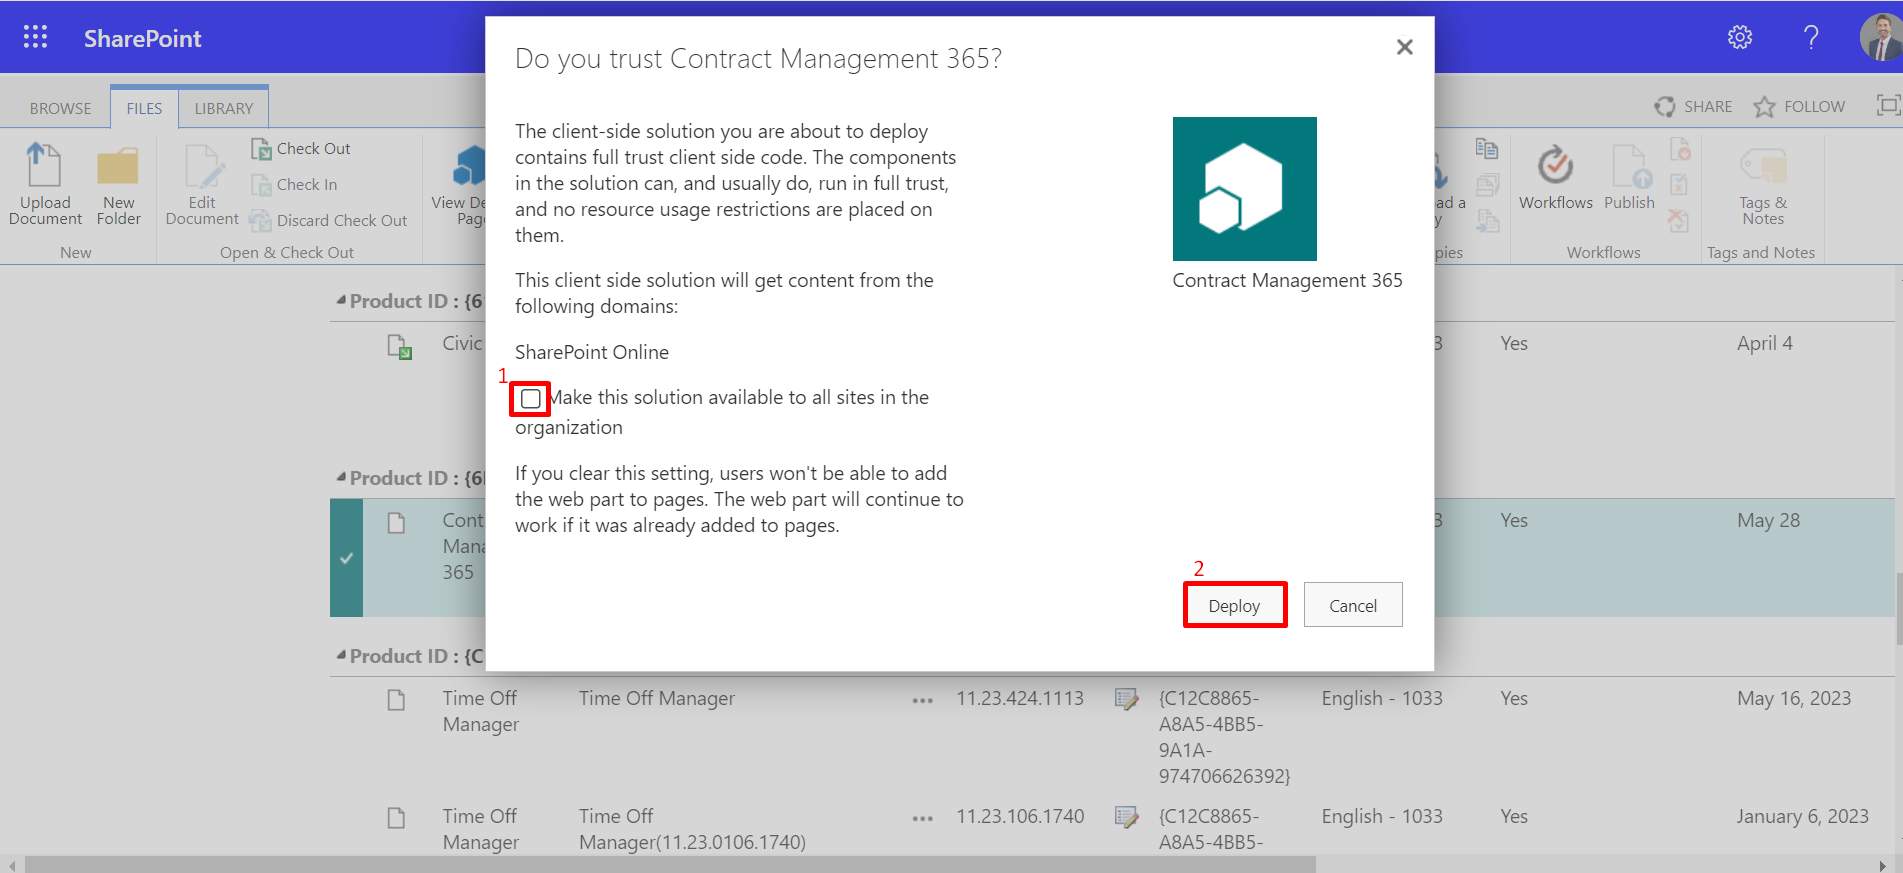 SharePoint
Do you trust Contract Management 365?
BROWSE FILES LIBRARY
SHARE FOLLOW
The client-side solution you are about to deploy
contains full trust client side code. The components
in the solution can, and usually do, run in full trust,
and no resource usage restrictions are placed on
them.
This client side solution will get content from the
following domains:
SharePoint Online
1
Make this solution available to all sites in the
organization
If you clear this setting, users won't be able to add
the web part to pages. The web part will continue to
work if it was already added to pages.
Contract Management 365
2
Deploy Cancel
Upload
Document
New
Folder
New
Edit
Document
Check Out
Check In
Discard Check Out
Open & Check Out
View De
Pag
ad a
y
pies
Workflows
Publish
Workflows
Tags &
Notes
Tags and Notes
Product ID : {6
Civic
3 Yes April 4
Product ID : {6
Cont
Mana
365
3 Yes May 28
Product ID : {C
Time Off
Manager
Time Off Manager
... 11.23.424.1113
{C12C8865-
A8A5-4BB5-
9A1A-
974706626392}
English - 1033 Yes May 16, 2023
Time Off
Manager
Time Off
Manager(11.23.0106.1740)
... 11.23.106.1740
{C12C8865-
A8A5-4BB5-
English - 1033 Yes January 6, 2023